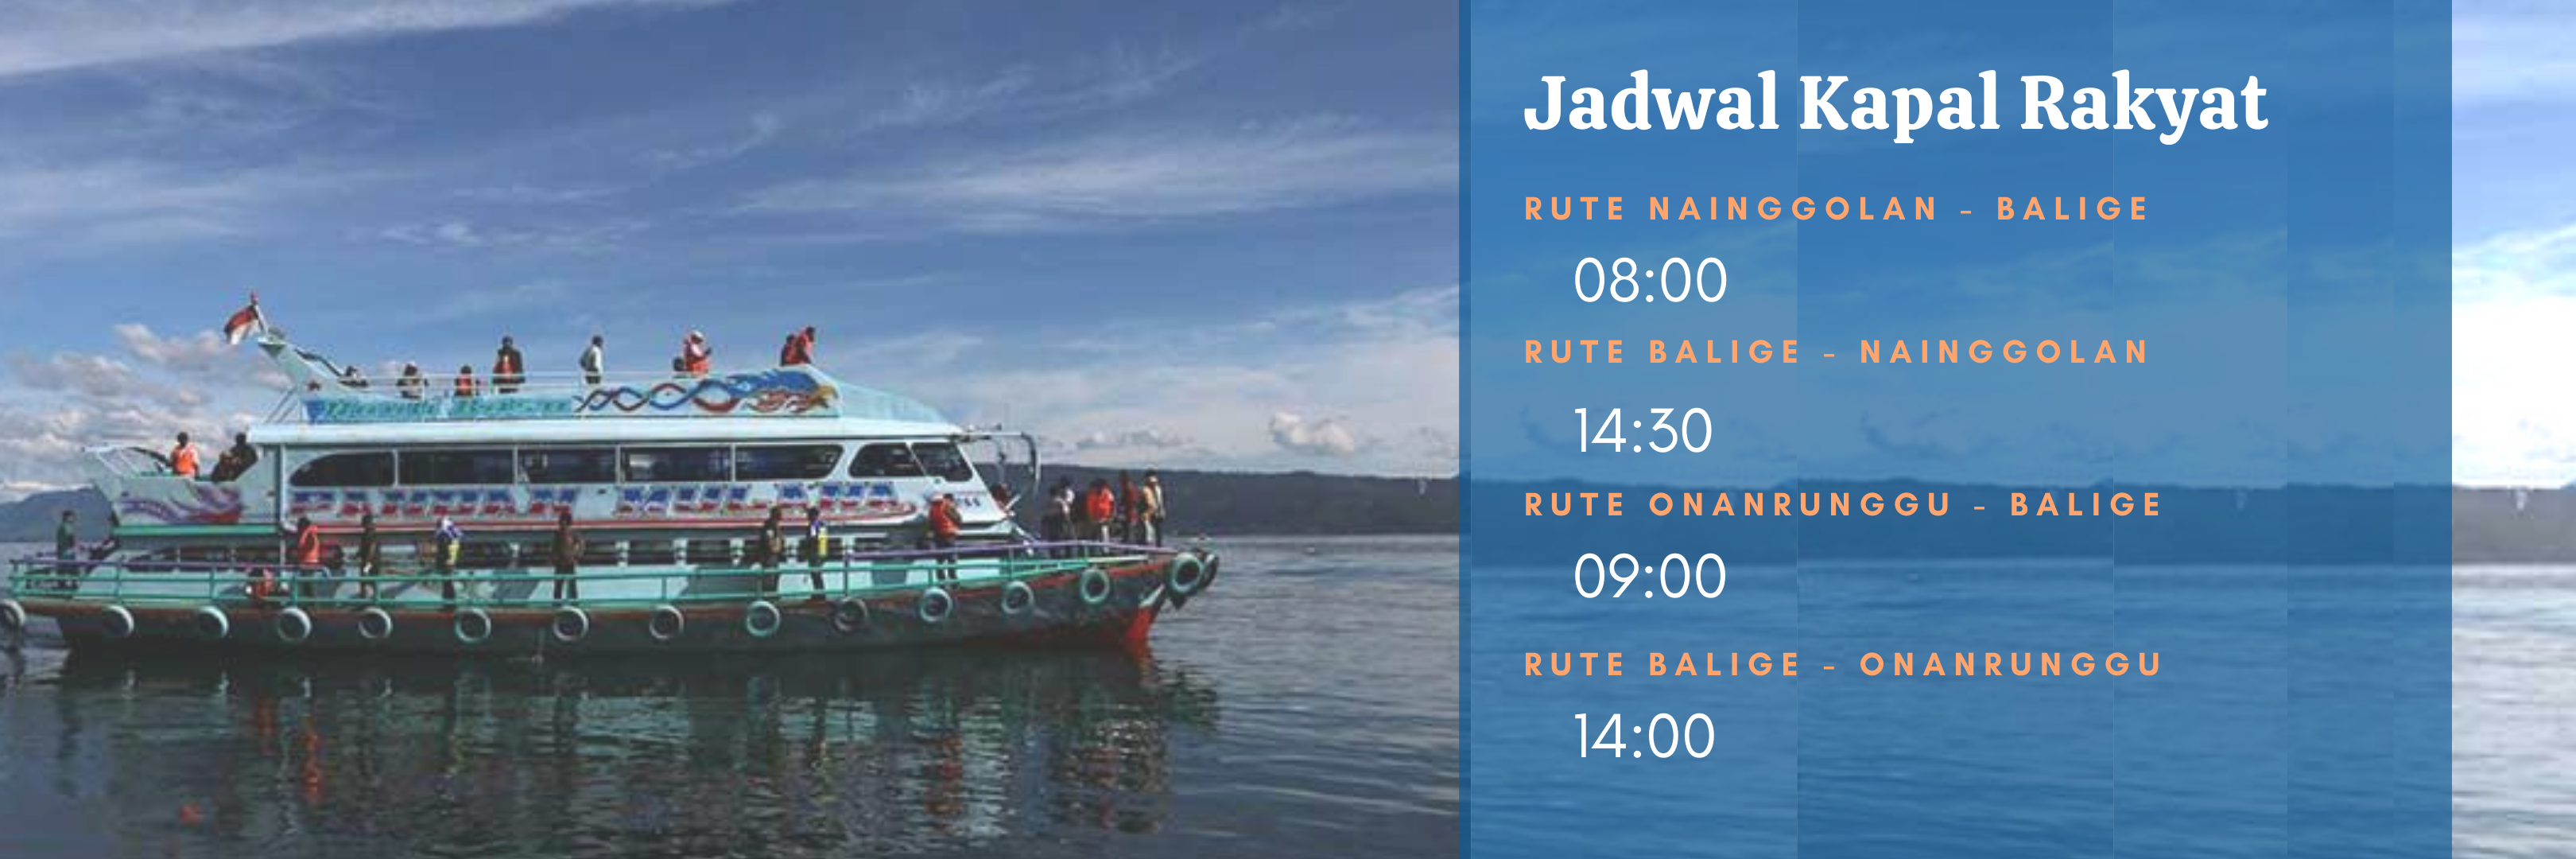 Jadwal Kapal Rakyat
RUTE NAINGGOLAN - BALIGE
08:00
RUTE BALIGE - NAINGGOLAN
14:30
RUTE ONANRUNGGU - BALIGE
09:00
RUTE BALIGE - ONANRUNGGU
14:00